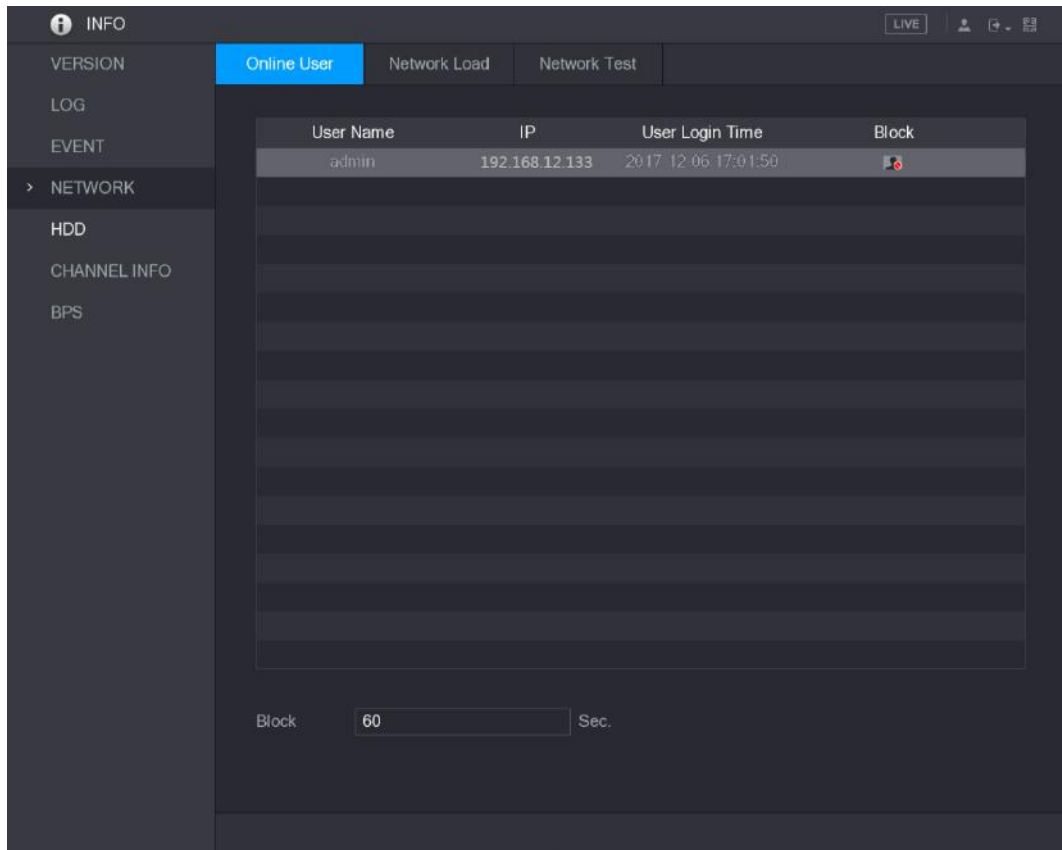 INFO
LIVE
VERSION
LOG
EVENT
NETWORK
HDD
CHANNEL INFO
BPS
Online User Network Load Network Test
User Name IP User Login Time Block
admin 192.168.12.133 2017 12 06 17:01:50
Block 60 Sec.